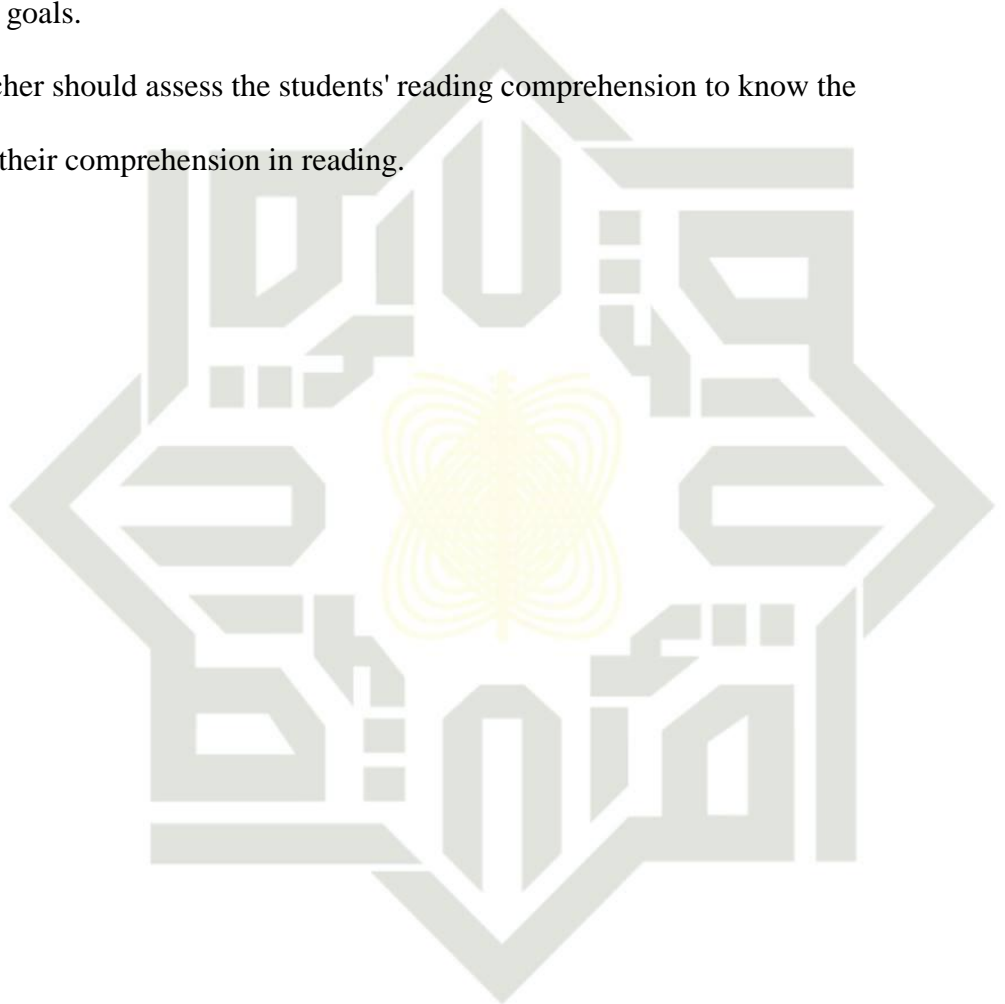 goals.
cher should assess the students' reading comprehension to know the
their comprehension in reading.